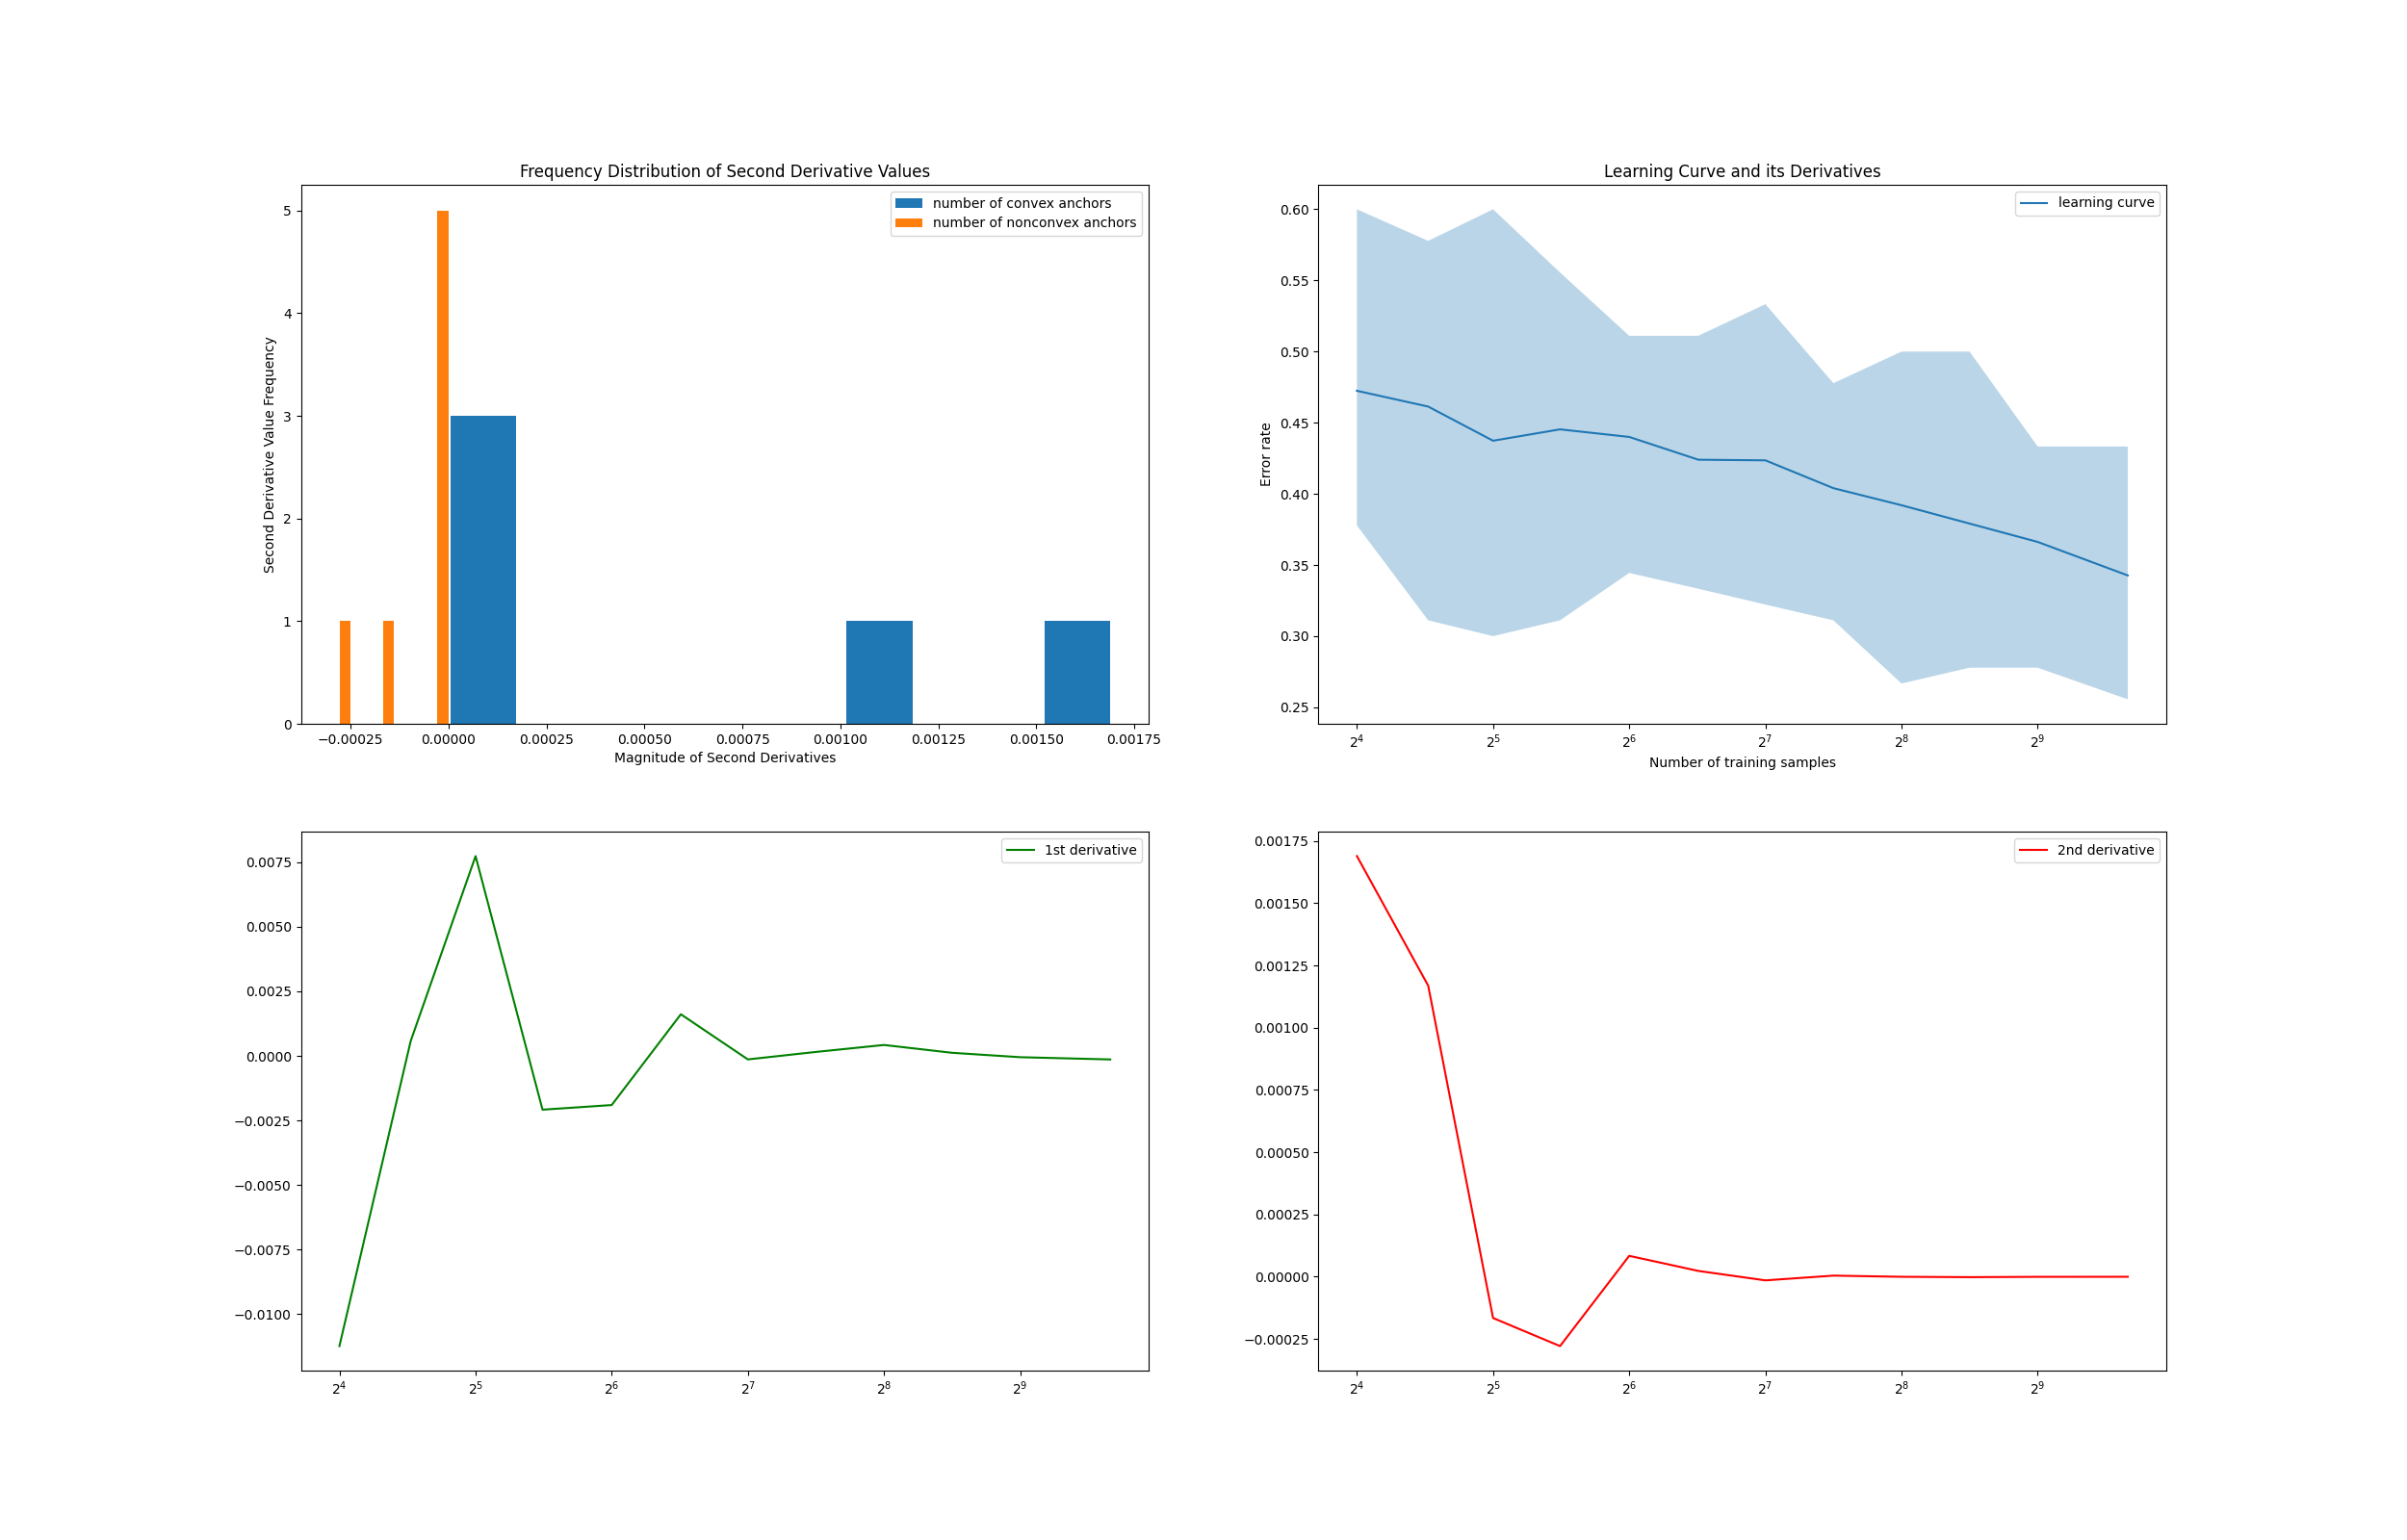 Frequency Distribution of Second Derivative Values
number of convex anchors
number of nonconvex anchors
Second Derivative Value Frequency
5
4
3
2
1
0
−0.00025 0.00000 0.00025 0.00050 0.00075 0.00100 0.00125 0.00150 0.00175
Magnitude of Second Derivatives
Learning Curve and its Derivatives
learning curve
Error rate
0.60
0.55
0.50
0.45
0.40
0.35
0.30
0.25
2⁴ 2⁵ 2⁶ 2⁷ 2⁸ 2⁹
Number of training samples
1st derivative
0.0075
0.0050
0.0025
0.0000
−0.0025
−0.0050
−0.0075
−0.0100
2⁴ 2⁵ 2⁶ 2⁷ 2⁸ 2⁹
2nd derivative
0.00175
0.00150
0.00125
0.00100
0.00075
0.00050
0.00025
0.00000
−0.00025
2⁴ 2⁵ 2⁶ 2⁷ 2⁸ 2⁹